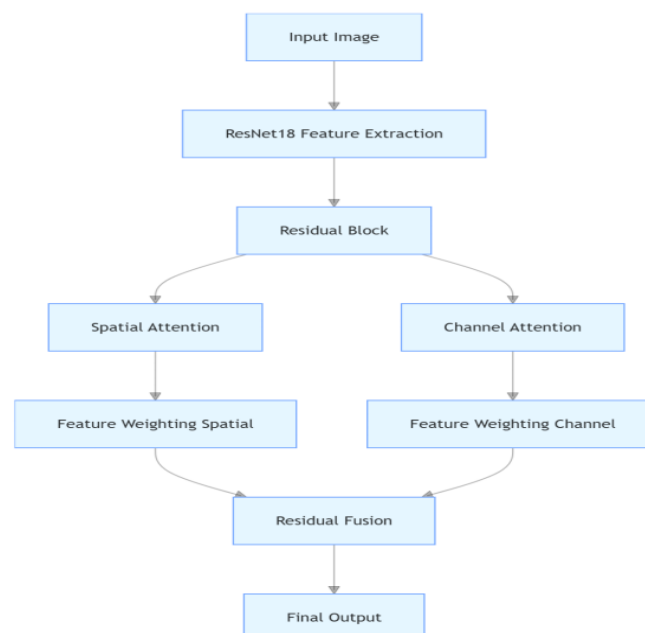 Input Image
ResNet18 Feature Extraction
Residual Block
Spatial Attention
Channel Attention
Feature Weighting Spatial
Feature Weighting Channel
Residual Fusion
Final Output